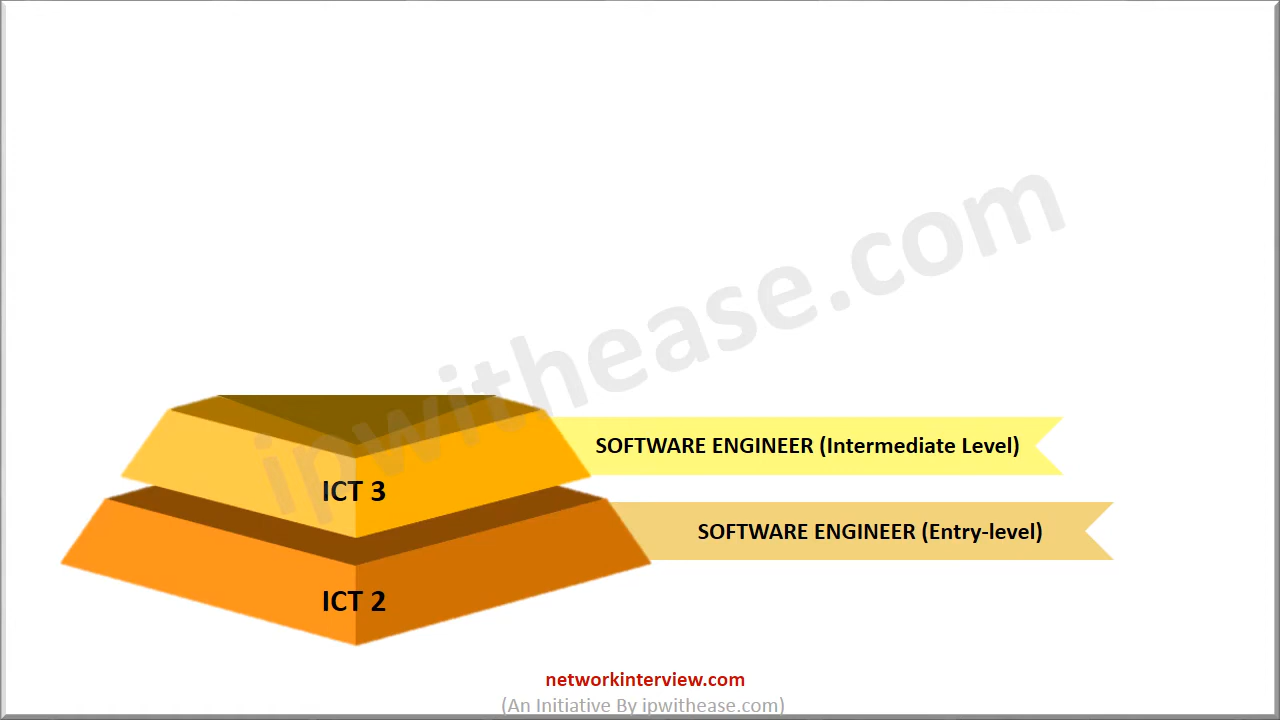 ipwithease.com
SOFTWARE ENGINEER (Intermediate Level)
ICT 3
SOFTWARE ENGINEER (Entry-level)
ICT 2
networkinterview.com
(An Initiative By ipwithease.com)